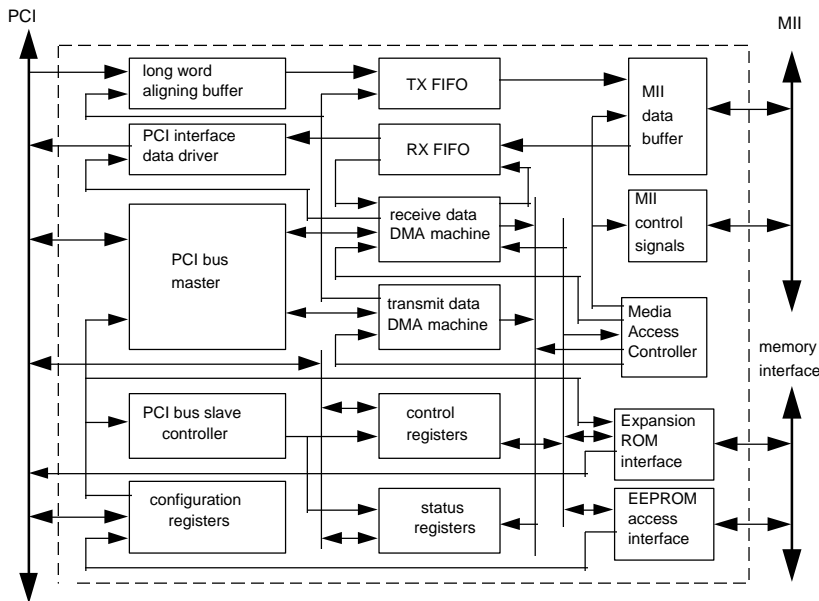 PCI
MII
long word
aligning buffer
TX FIFO
MII
data
buffer
PCI interface
data driver
RX FIFO
MII
control
signals
receive data
DMA machine
PCI bus
master
transmit data
DMA machine
Media
Access
Controller
memory
interface
PCI bus slave
controller
control
registers
Expansion
ROM
interface
configuration
registers
status
registers
EEPROM
access
interface